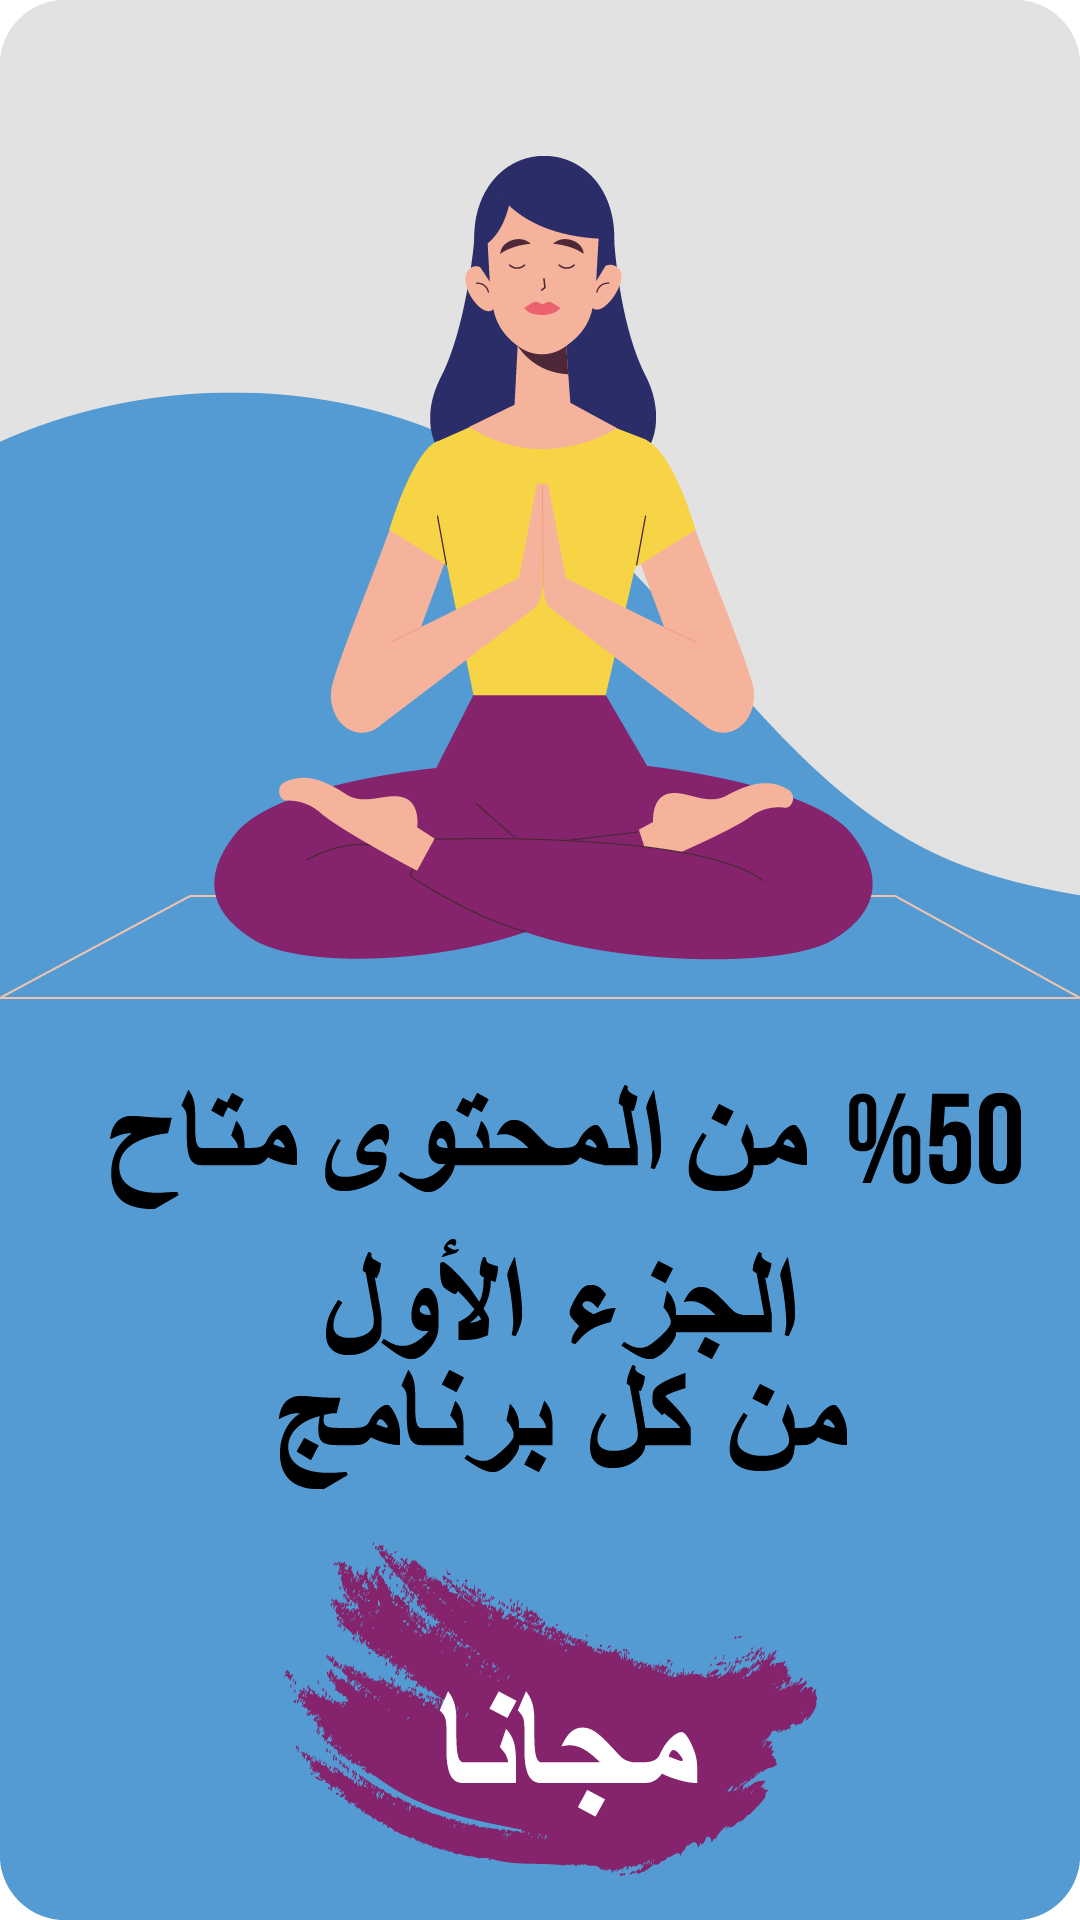 %50 من المحتوى متاح
الجزء الأول
من كل برنامج
مجانا